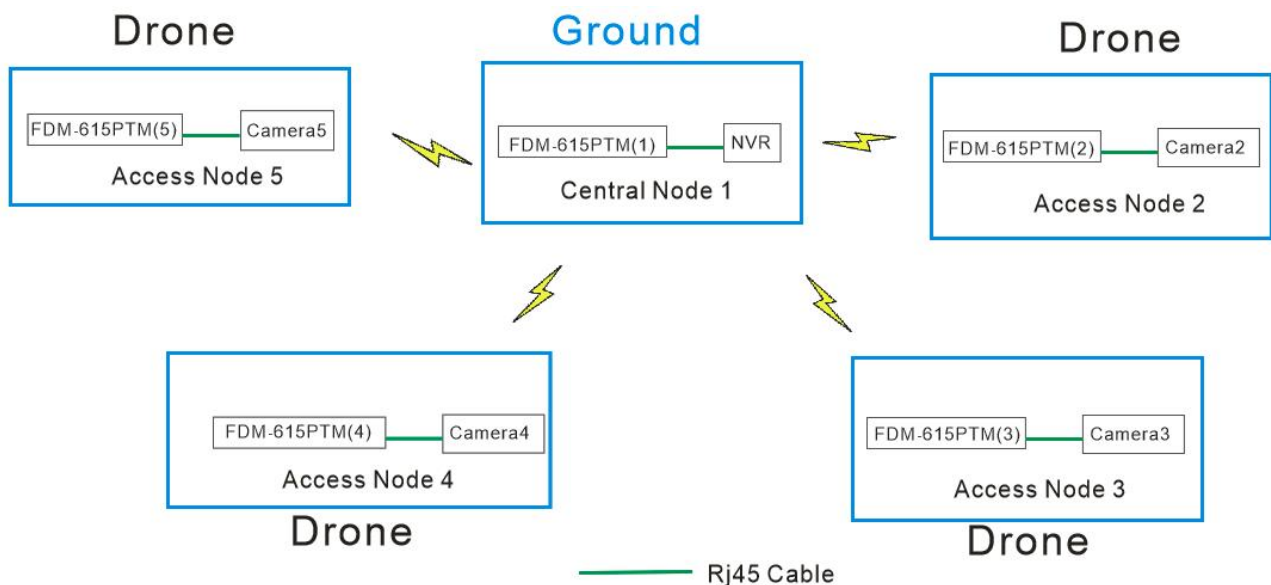 Drone
Ground
Drone
FDM-615PTM(5)
Camera5
Access Node 5
FDM-615PTM(1)
NVR
Central Node 1
FDM-615PTM(2)
Camera2
Access Node 2
FDM-615PTM(4)
Camera4
Access Node 4
Drone
FDM-615PTM(3)
Camera3
Access Node 3
Drone
Rj45 Cable